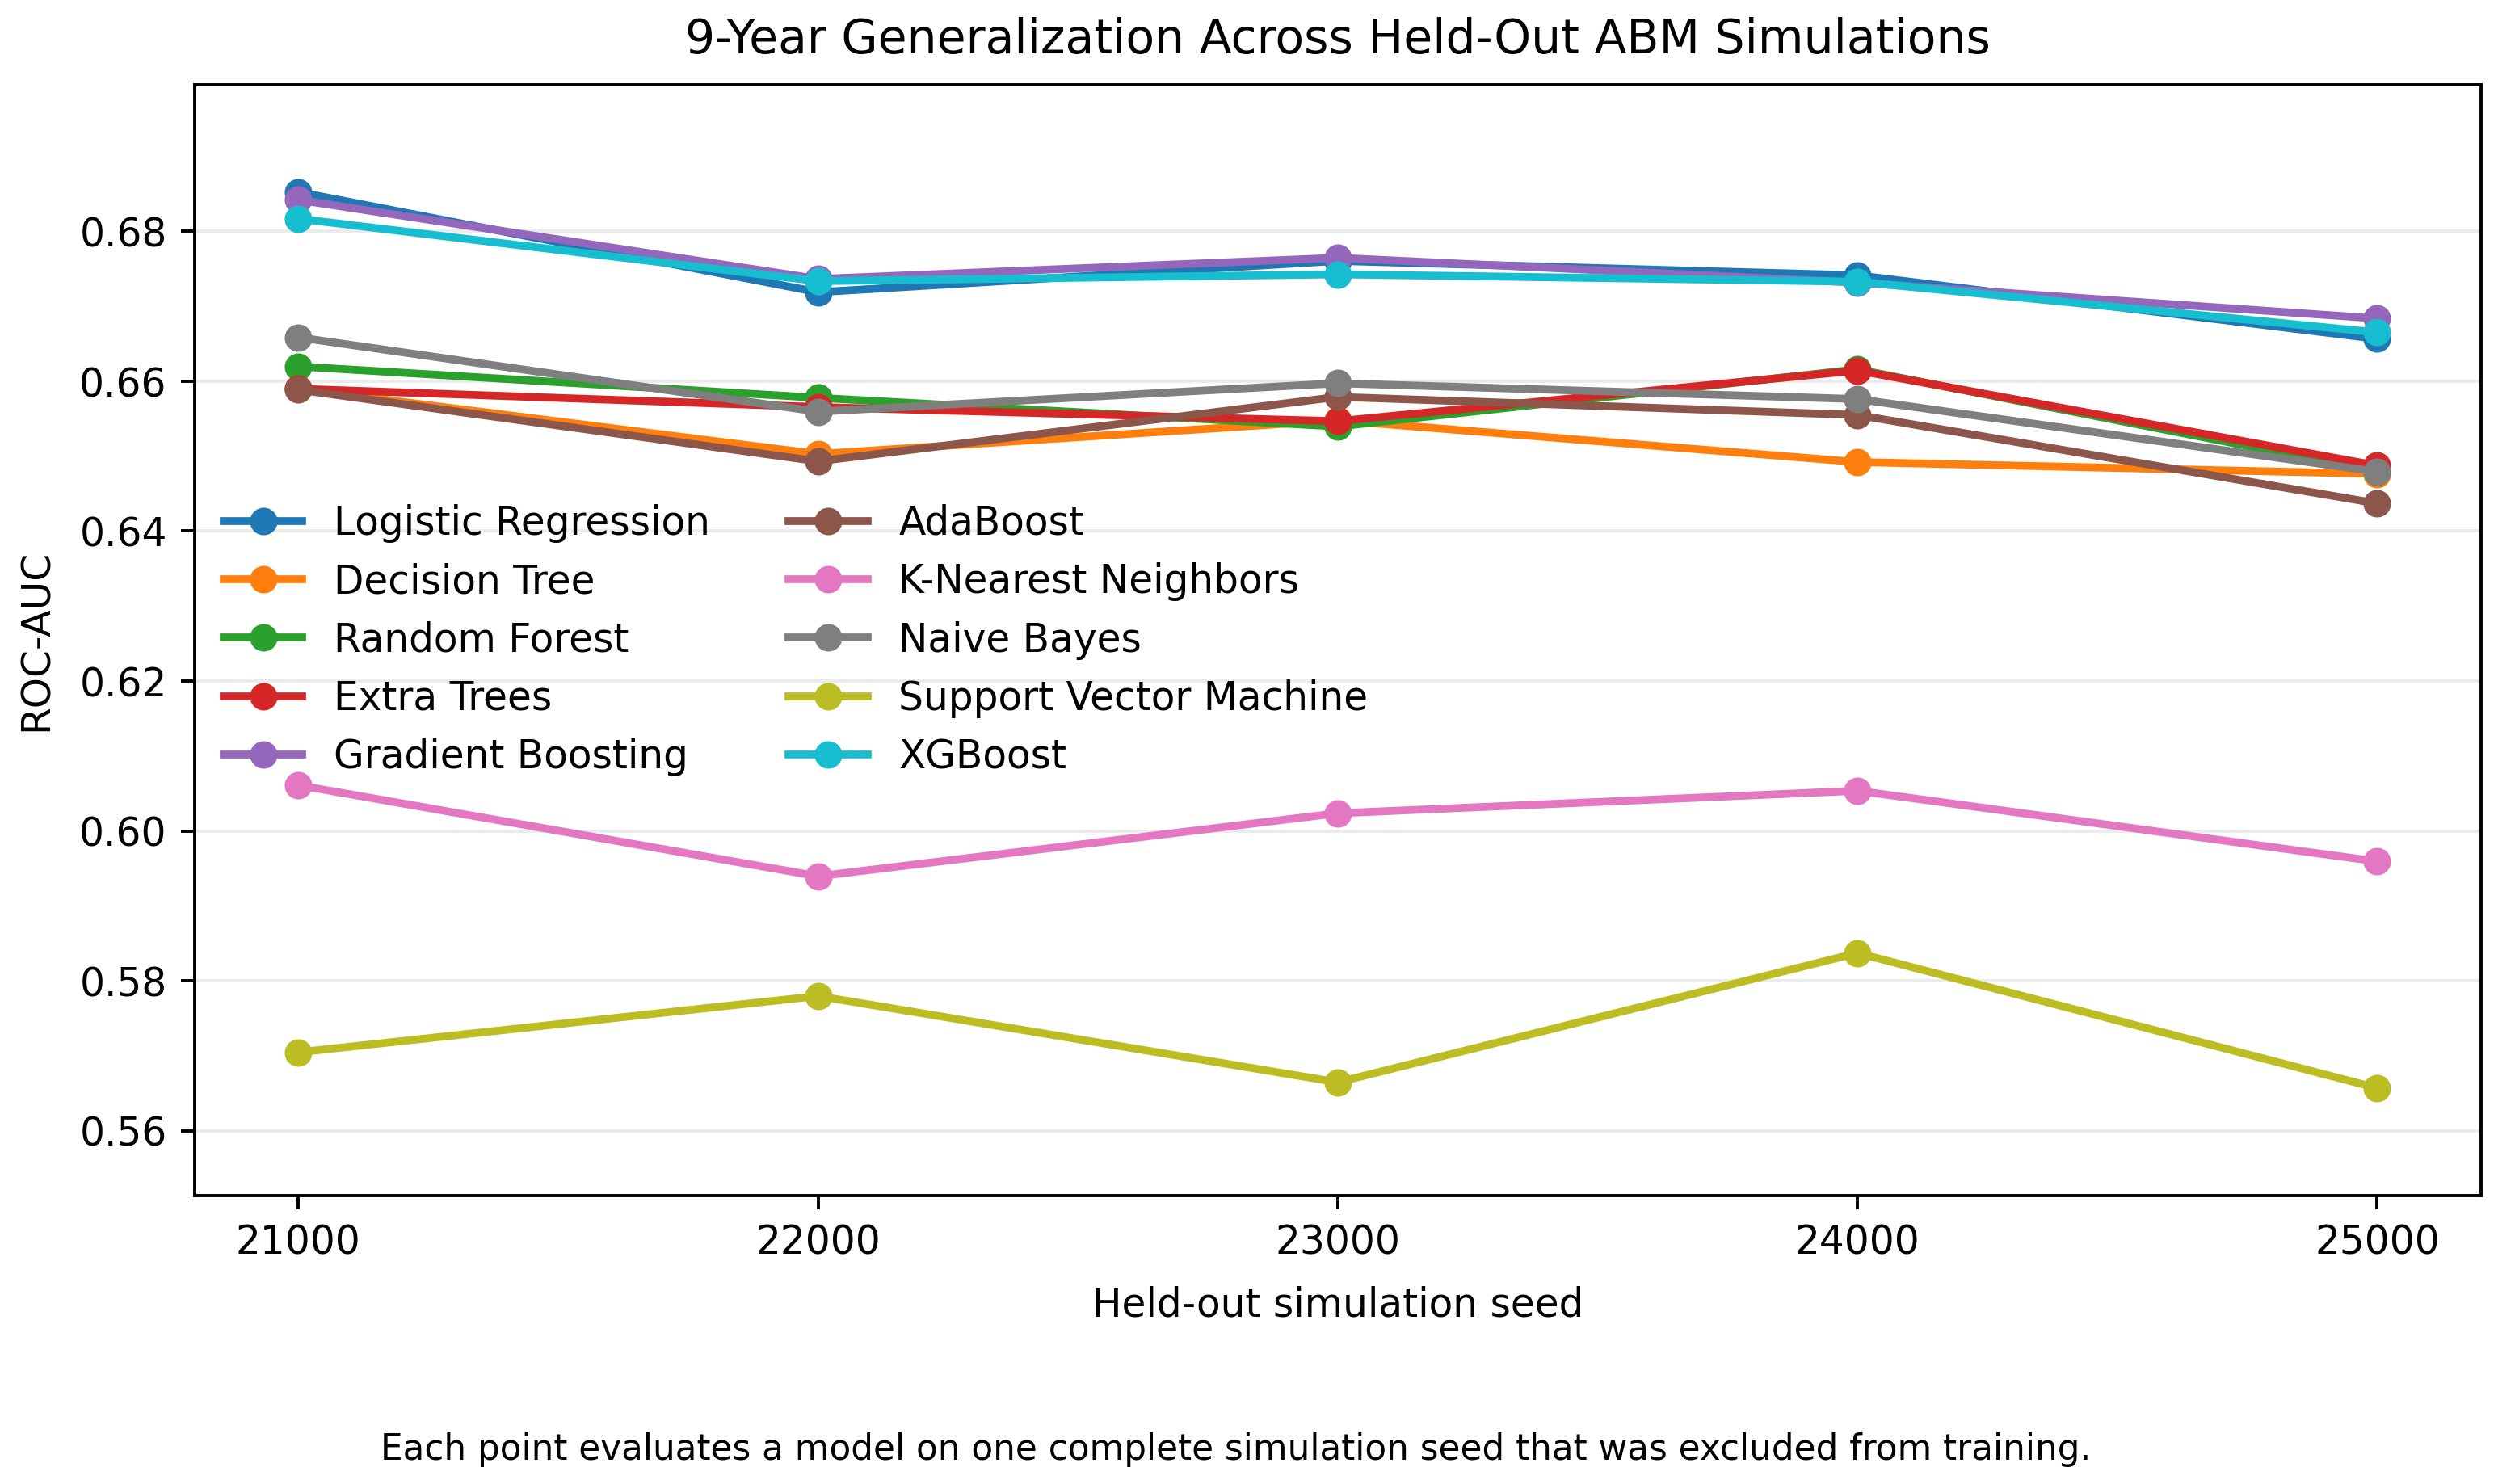 9-Year Generalization Across Held-Out ABM Simulations
ROC-AUC
0.68
0.66
0.64
0.62
0.60
0.58
0.56
Logistic Regression
Decision Tree
Random Forest
Extra Trees
Gradient Boosting
AdaBoost
K-Nearest Neighbors
Naive Bayes
Support Vector Machine
XGBoost
21000
22000
23000
24000
25000
Held-out simulation seed
Each point evaluates a model on one complete simulation seed that was excluded from training.